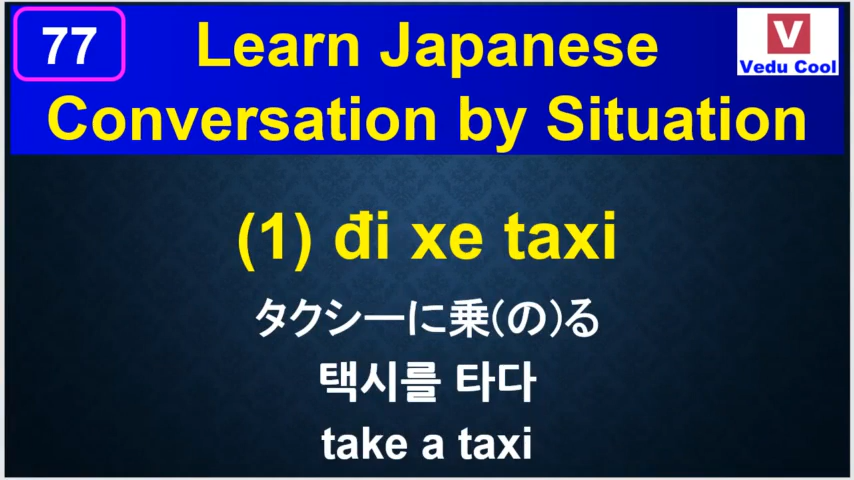 77
Learn Japanese
Conversation by Situation
V
Vedu Cool
(1) đi xe taxi
タクシーに乗(の)る
택시를 타다
take a taxi